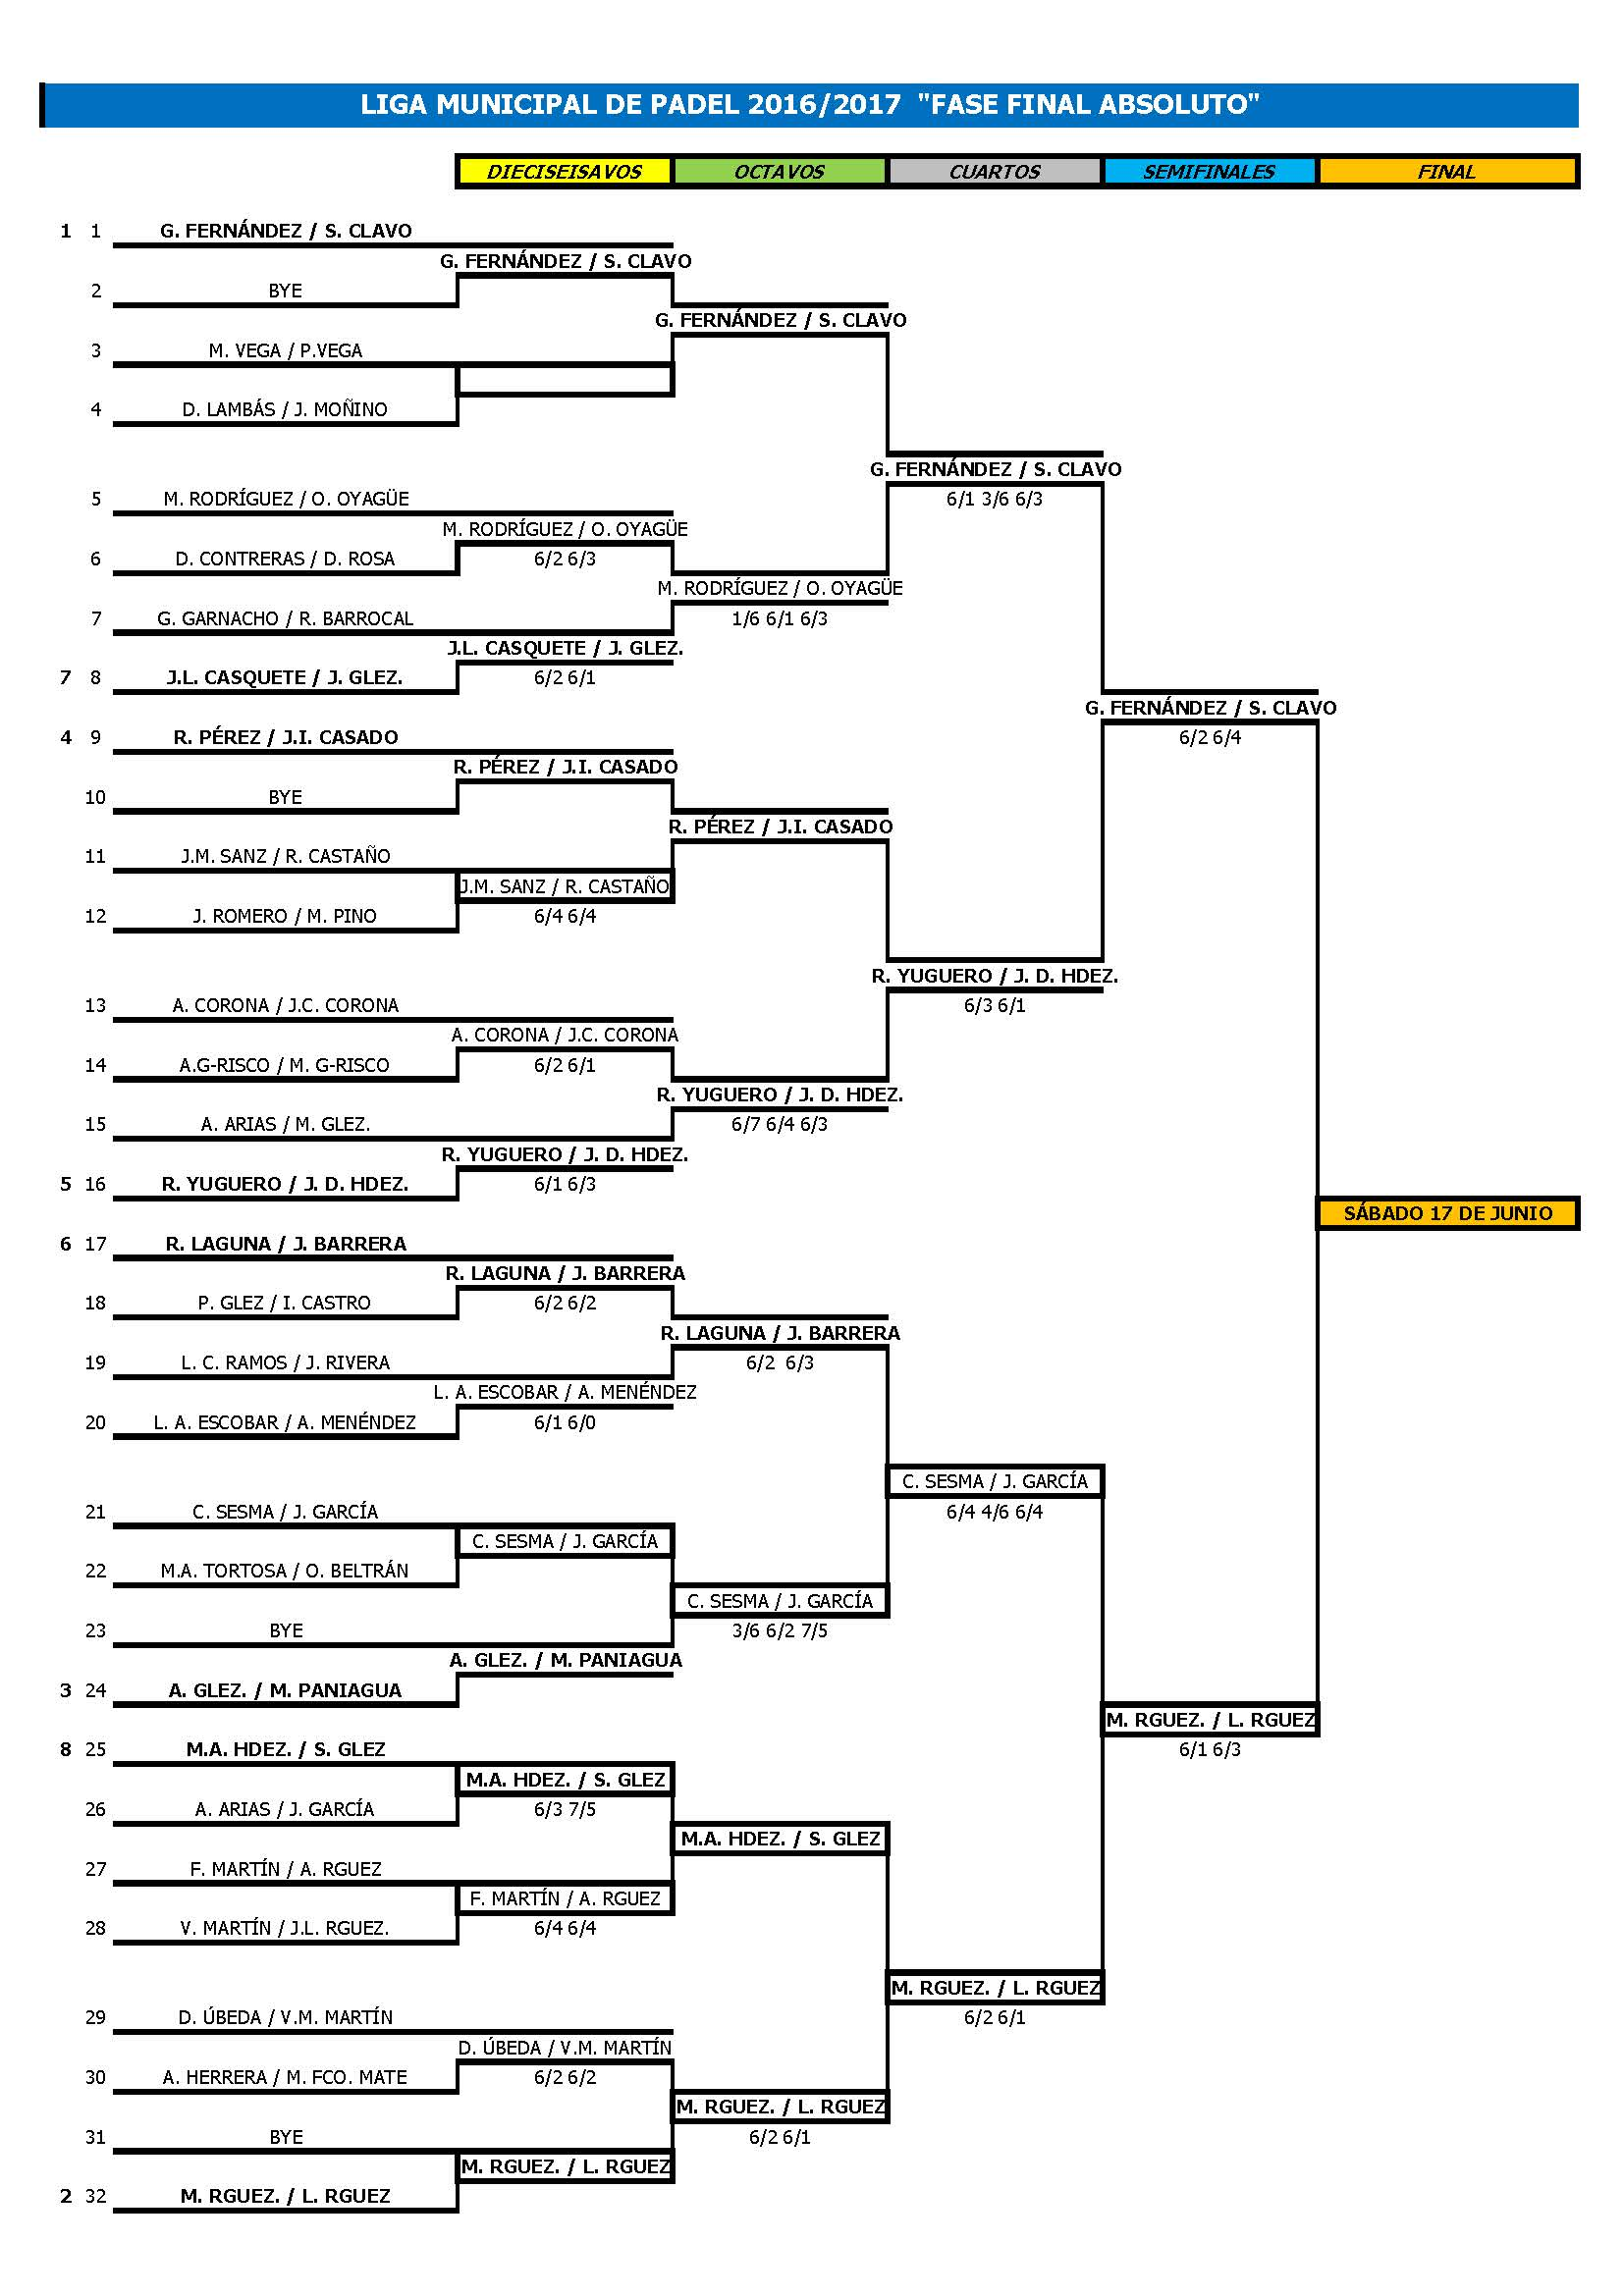 LIGA MUNICIPAL DE PADEL 2016/2017 "FASE FINAL ABSOLUTO"
DIECISEISAVOS OCTAVOS CUARTOS SEMIFINALES FINAL
1 1 G. FERNÁNDEZ / S. CLAVO
G. FERNÁNDEZ / S. CLAVO
2 BYE
G. FERNÁNDEZ / S. CLAVO
3 M. VEGA / P.VEGA
4 D. LAMBÁS / J. MOÑINO
G. FERNÁNDEZ / S. CLAVO
5 M. RODRÍGUEZ / O. OYAGÜE 6/1 3/6 6/3
M. RODRÍGUEZ / O. OYAGÜE
6 D. CONTRERAS / D. ROSA 6/2 6/3
M. RODRÍGUEZ / O. OYAGÜE
7 G. GARNACHO / R. BARROCAL 1/6 6/1 6/3
J.L. CASQUETE / J. GLEZ.
7 8 J.L. CASQUETE / J. GLEZ. 6/2 6/1
G. FERNÁNDEZ / S. CLAVO
4 9 R. PÉREZ / J.I. CASADO 6/2 6/4
R. PÉREZ / J.I. CASADO
10 BYE
R. PÉREZ / J.I. CASADO
11 J.M. SANZ / R. CASTAÑO
J.M. SANZ / R. CASTAÑO
12 J. ROMERO / M. PINO 6/4 6/4
R. YUGUERO / J. D. HDEZ.
13 A. CORONA / J.C. CORONA 6/3 6/1
A. CORONA / J.C. CORONA
14 A.G-RISCO / M. G-RISCO 6/2 6/1
R. YUGUERO / J. D. HDEZ.
15 A. ARIAS / M. GLEZ. 6/7 6/4 6/3
R. YUGUERO / J. D. HDEZ.
5 16 R. YUGUERO / J. D. HDEZ. 6/1 6/3
SÁBADO 17 DE JUNIO
6 17 R. LAGUNA / J. BARRERA
R. LAGUNA / J. BARRERA
18 P. GLEZ / I. CASTRO 6/2 6/2
R. LAGUNA / J. BARRERA
19 L. C. RAMOS / J. RIVERA 6/2 6/3
L. A. ESCOBAR / A. MENÉNDEZ
20 L. A. ESCOBAR / A. MENÉNDEZ 6/1 6/0
C. SESMA / J. GARCÍA
21 C. SESMA / J. GARCÍA 6/4 4/6 6/4
C. SESMA / J. GARCÍA
22 M.A. TORTOSA / O. BELTRÁN
C. SESMA / J. GARCÍA
23 BYE 3/6 6/2 7/5
A. GLEZ. / M. PANIAGUA
3 24 A. GLEZ. / M. PANIAGUA
M. RGUEZ. / L. RGUEZ
8 25 M.A. HDEZ. / S. GLEZ 6/1 6/3
M.A. HDEZ. / S. GLEZ
26 A. ARIAS / J. GARCÍA 6/3 7/5
M.A. HDEZ. / S. GLEZ
27 F. MARTÍN / A. RGUEZ
F. MARTÍN / A. RGUEZ
28 V. MARTÍN / J.L. RGUEZ. 6/4 6/4
M. RGUEZ. / L. RGUEZ
29 D. ÚBEDA / V.M. MARTÍN 6/2 6/1
D. ÚBEDA / V.M. MARTÍN
30 A. HERRERA / M. FCO. MATE 6/2 6/2
M. RGUEZ. / L. RGUEZ
31 BYE 6/2 6/1
M. RGUEZ. / L. RGUEZ
2 32 M. RGUEZ. / L. RGUEZ